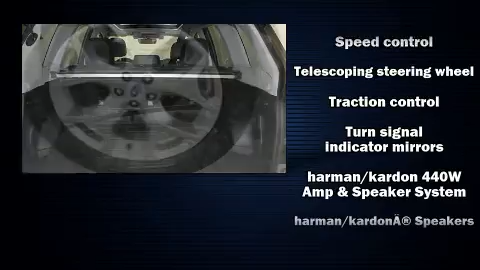 Speed control
Telescoping steering wheel
Traction control
Turn signal
indicator mirrors
harman/kardon 440W
Amp & Speaker System
harman/kardonÂ® Speakers